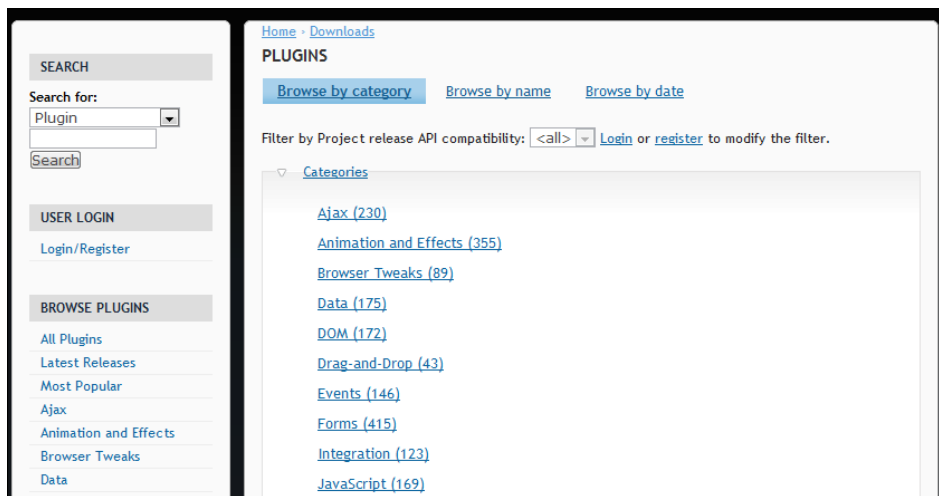 SEARCH
Search for:
Plugin
Search
USER LOGIN
Login/Register
BROWSE PLUGINS
All Plugins
Latest Releases
Most Popular
Ajax
Animation and Effects
Browser Tweaks
Data
Home › Downloads
PLUGINS
Browse by category Browse by name Browse by date
Filter by Project release API compatibility: <all> Login or register to modify the filter.
Categories
Ajax (230)
Animation and Effects (355)
Browser Tweaks (89)
Data (175)
DOM (172)
Drag-and-Drop (43)
Events (146)
Forms (415)
Integration (123)
JavaScript (169)